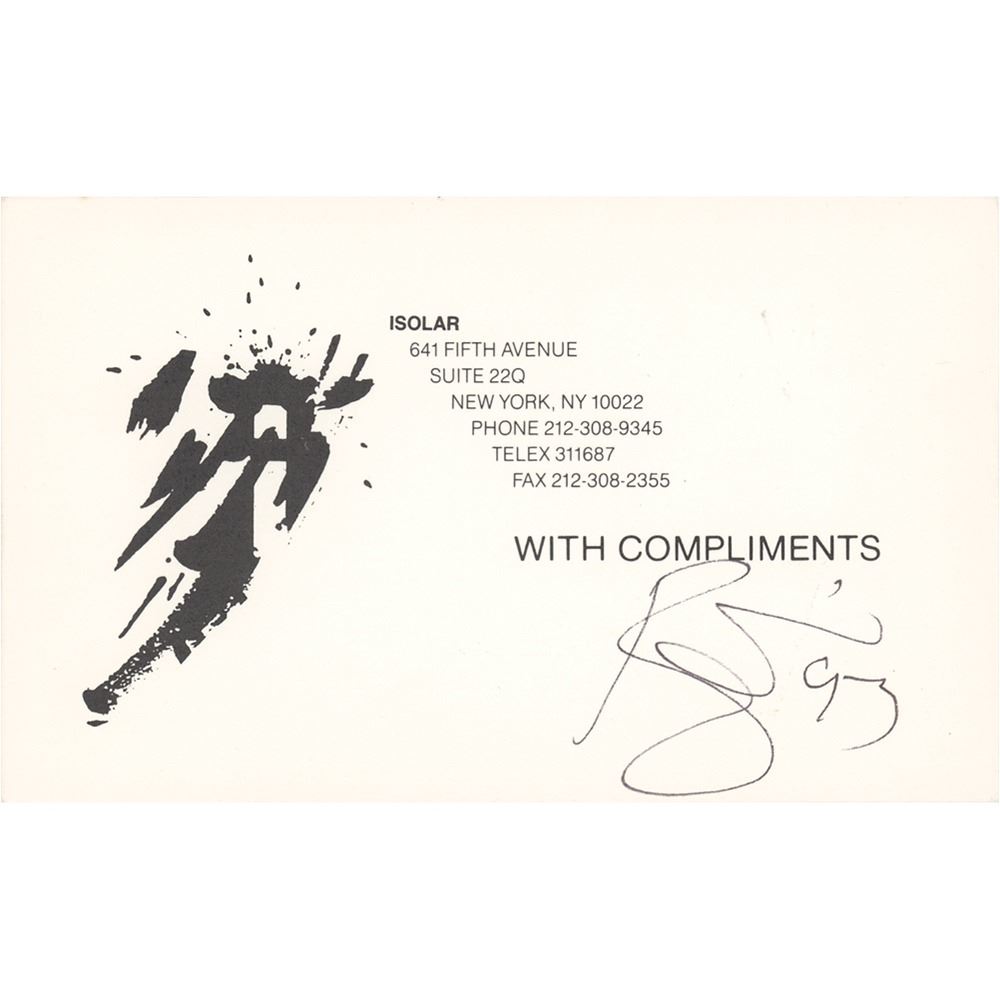 ISOLAR
641 FIFTH AVENUE
SUITE 22Q
NEW YORK, NY 10022
PHONE 212-308-9345
TELEX 311687
FAX 212-308-2355
WITH COMPLIMENTS
93